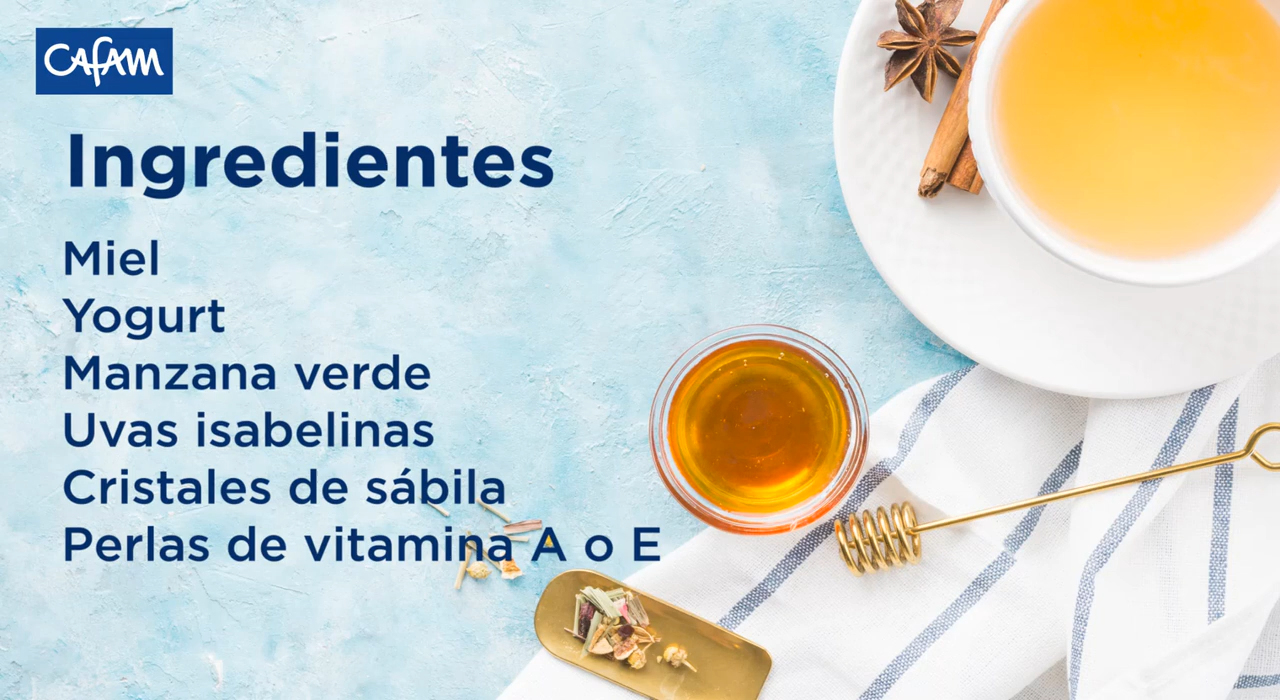 CAFAM
Ingredientes
Miel
Yogurt
Manzana verde
Uvas isabelinas
Cristales de sábila
Perlas de vitamina A o E